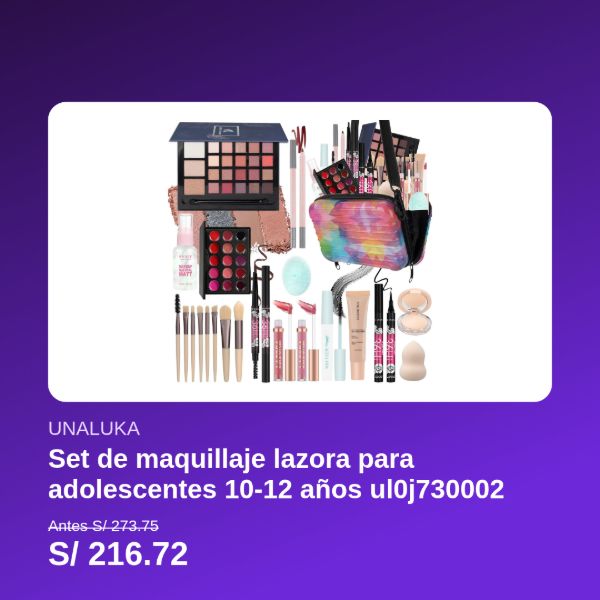 UNALUKA
Set de maquillaje lazora para
adolescentes 10-12 años ul0j730002
Antes S/ 273.75
S/ 216.72